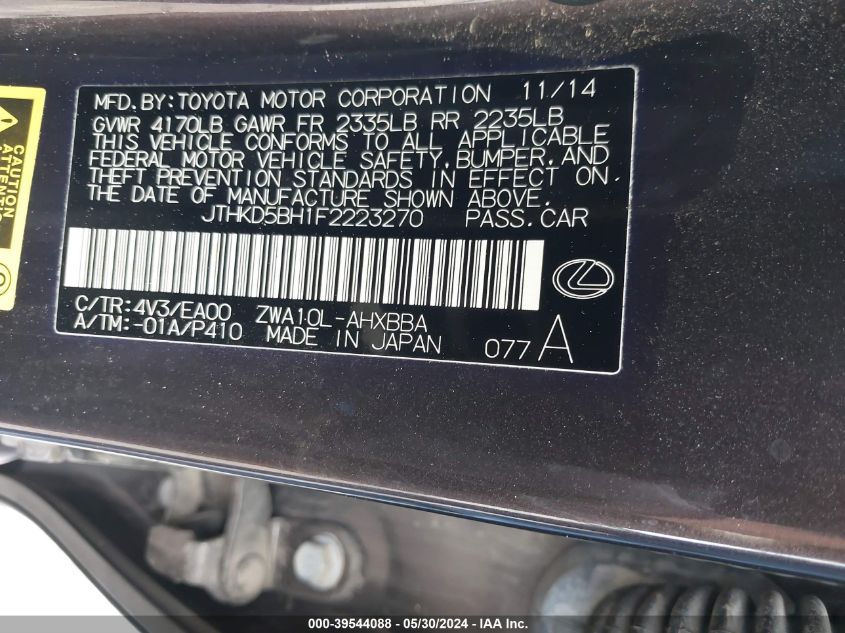 MFD.BY:TOYOTA MOTOR CORPORATION 11/14
GVWR 4170LB GAWR FR 2335LB RR 2235LB
THIS VEHICLE CONFORMS TO ALL APPLICABLE
FEDERAL MOTOR VEHICLE SAFETY,BUMPER,AND
THEFT PREVENTION STANDARDS IN EFFECT ON
THE DATE OF MANUFACTURE SHOWN ABOVE.
JTHKD5BH1F2223270 PASS.CAR
C/TR:4V3/EA00 ZWA10L-AHXBBA
A/TM:-01A/P410 MADE IN JAPAN 077A
CAUTION
000-39544088 - 05/30/2024 - IAA Inc.